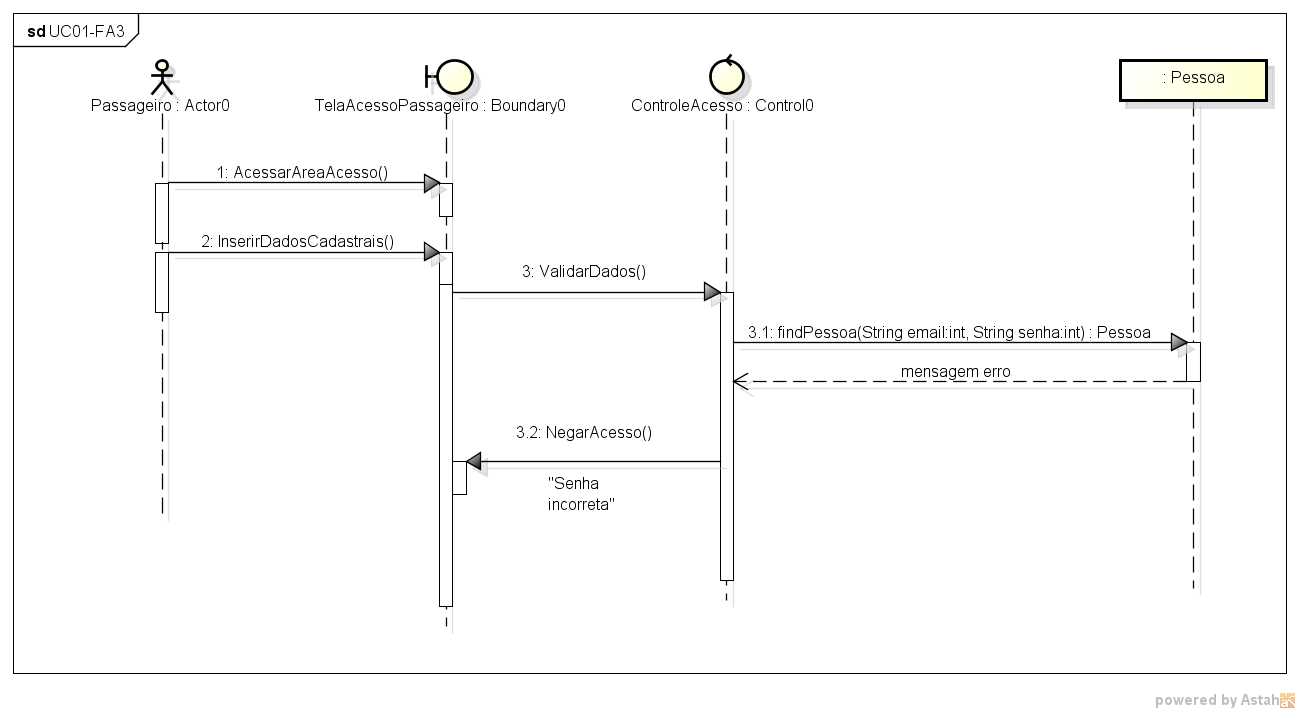 sd UC01-FA3
Passageiro : Actor0
TelaAcessoPassageiro : Boundary0
ControleAcesso : Control0
: Pessoa
1: AcessarAreaAcesso()
2: InserirDadosCadastrais()
3: ValidarDados()
3.1: findPessoa(String email:int, String senha:int) : Pessoa
mensagem erro
3.2: NegarAcesso()
"Senha
incorreta"
powered by Astah